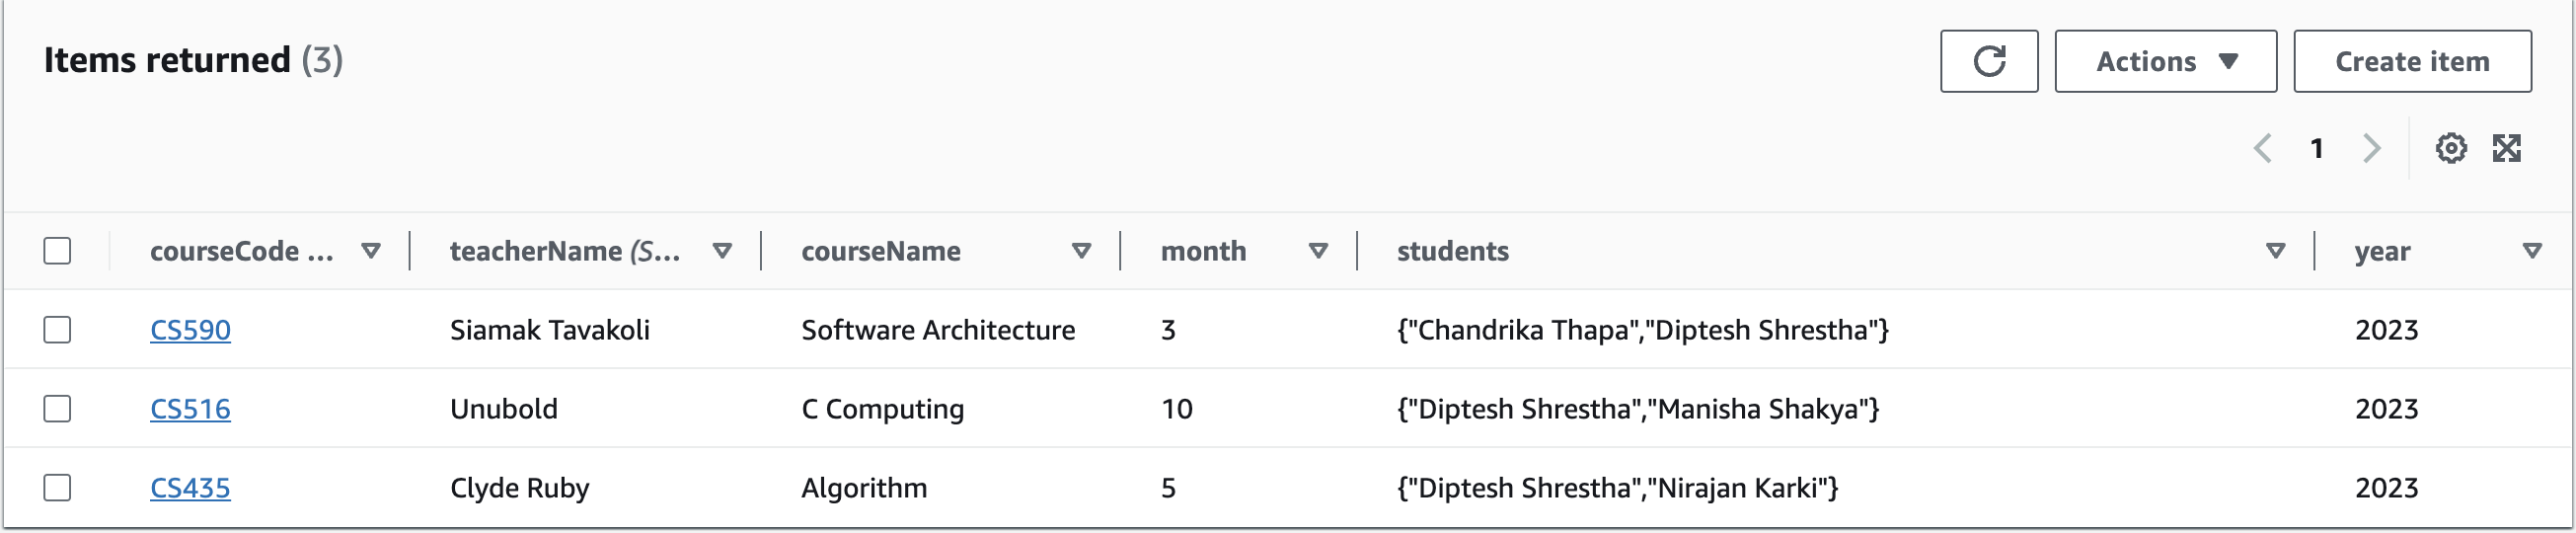 Items returned (3)
Actions
Create item
1
courseCode ... teacherName (S... courseName month students year
CS590 Siamak Tavakoli Software Architecture 3 {"Chandrika Thapa","Diptesh Shrestha"} 2023
CS516 Unubold C Computing 10 {"Diptesh Shrestha","Manisha Shakya"} 2023
CS435 Clyde Ruby Algorithm 5 {"Diptesh Shrestha","Nirajan Karki"} 2023